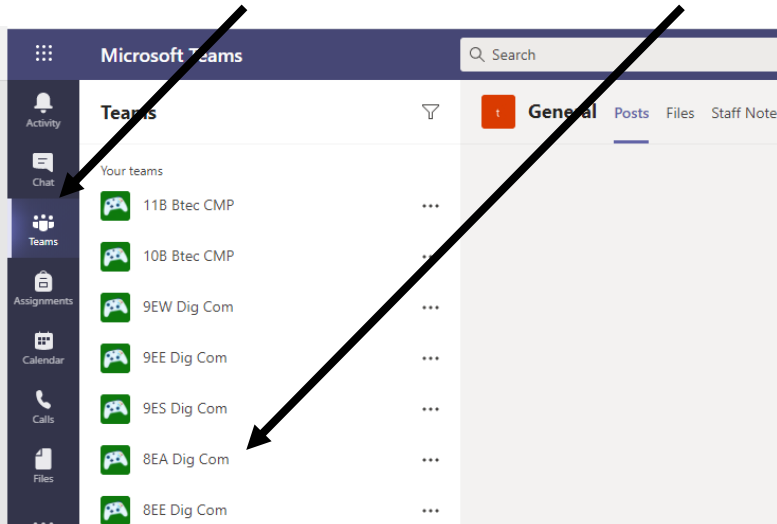 Microsoft Teams
Search
Activity
Chat
Teams
Assignments
Calendar
Calls
Files
Teams
Your teams
11B Btec CMP
10B Btec CMP
9EW Dig Com
9EE Dig Com
9ES Dig Com
8EA Dig Com
8EE Dig Com
t General Posts Files Staff Note